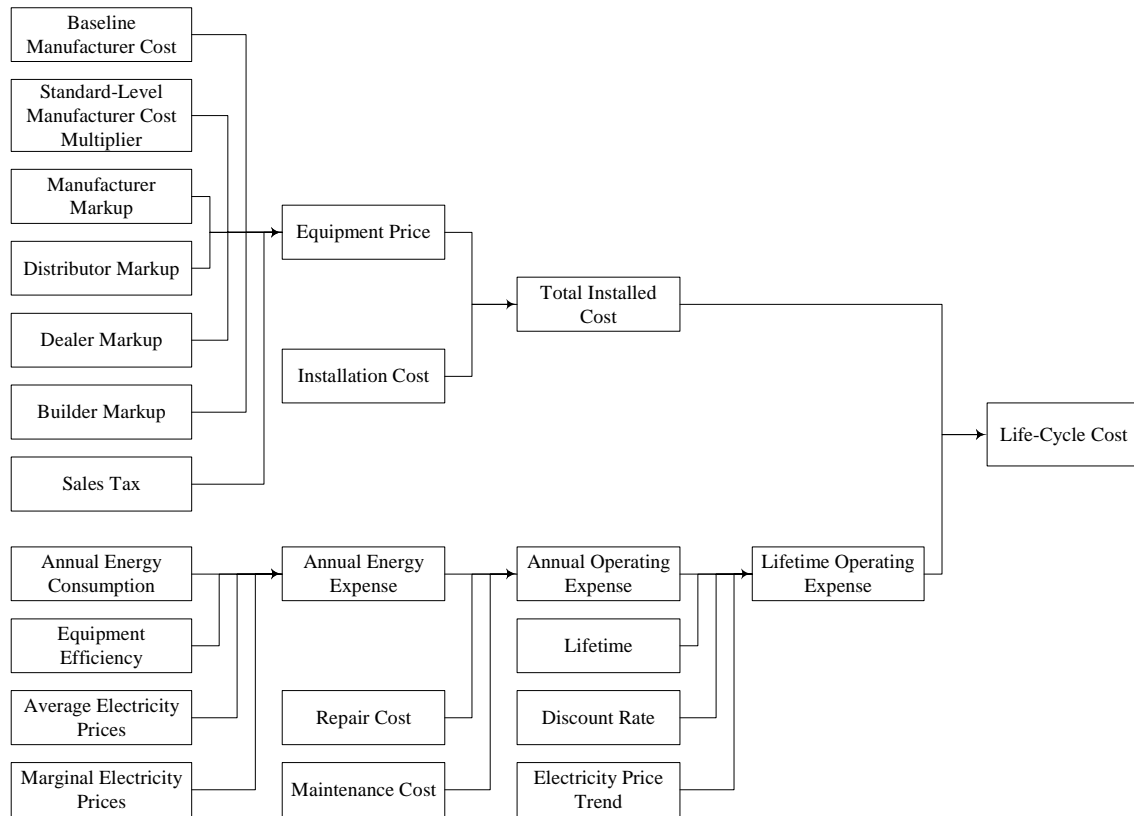 Baseline
Manufacturer Cost
Standard-Level
Manufacturer Cost
Multiplier
Manufacturer
Markup
Distributor Markup
Dealer Markup
Builder Markup
Sales Tax
Equipment Price
Installation Cost
Total Installed
Cost
Life-Cycle Cost
Annual Energy
Consumption
Equipment
Efficiency
Average Electricity
Prices
Marginal Electricity
Prices
Annual Energy
Expense
Repair Cost
Maintenance Cost
Annual Operating
Expense
Lifetime
Discount Rate
Electricity Price
Trend
Lifetime Operating
Expense